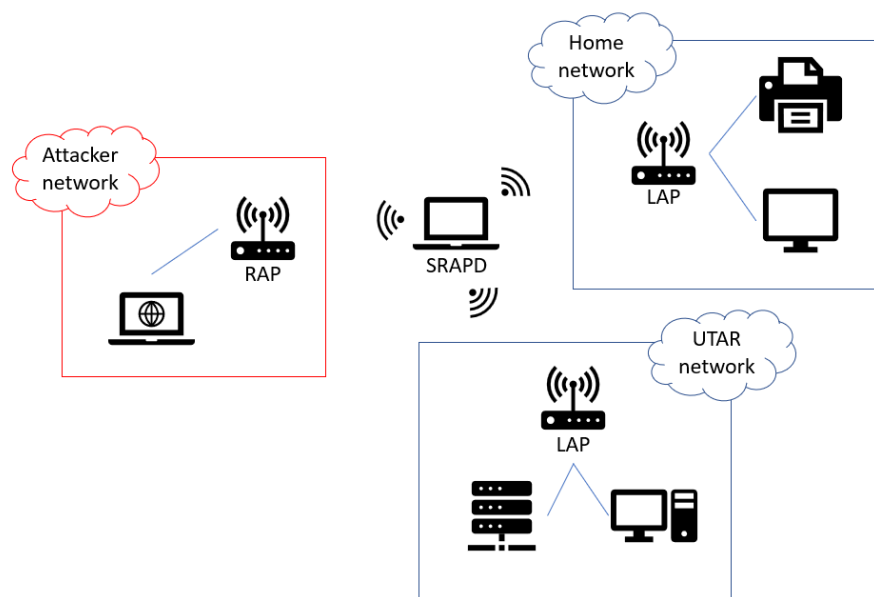 Home
network
Attacker
network
LAP
RAP
SRAPD
UTAR
network
LAP